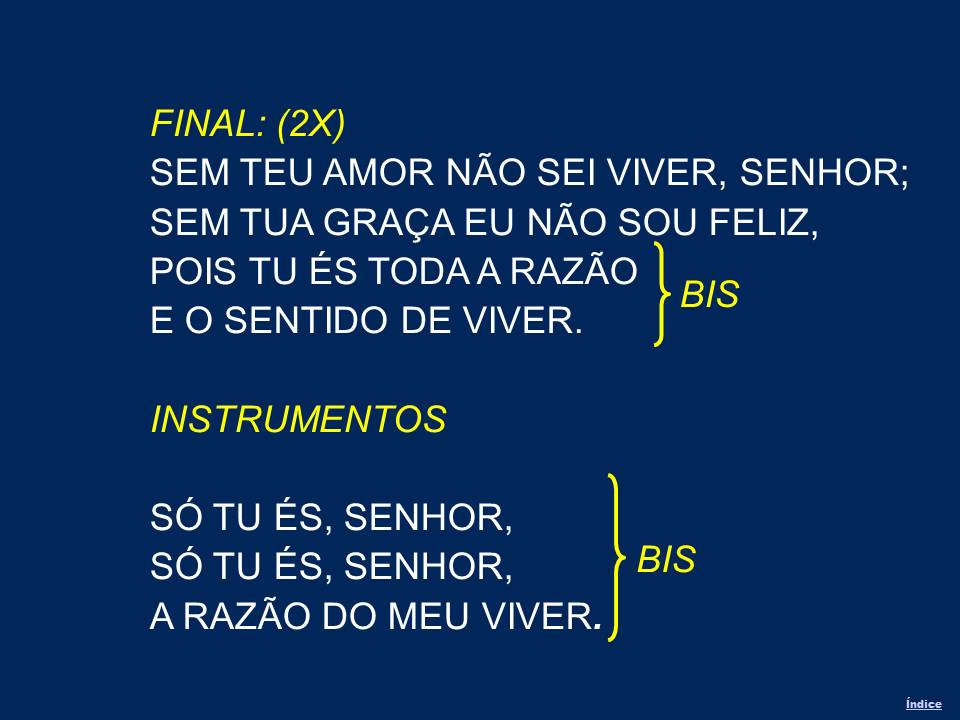 FINAL: (2X)
SEM TEU AMOR NÃO SEI VIVER, SENHOR;
SEM TUA GRAÇA EU NÃO SOU FELIZ,
POIS TU ÉS TODA A RAZÃO
E O SENTIDO DE VIVER.
BIS
INSTRUMENTOS
SÓ TU ÉS, SENHOR,
SÓ TU ÉS, SENHOR,
A RAZÃO DO MEU VIVER.
BIS
Índice